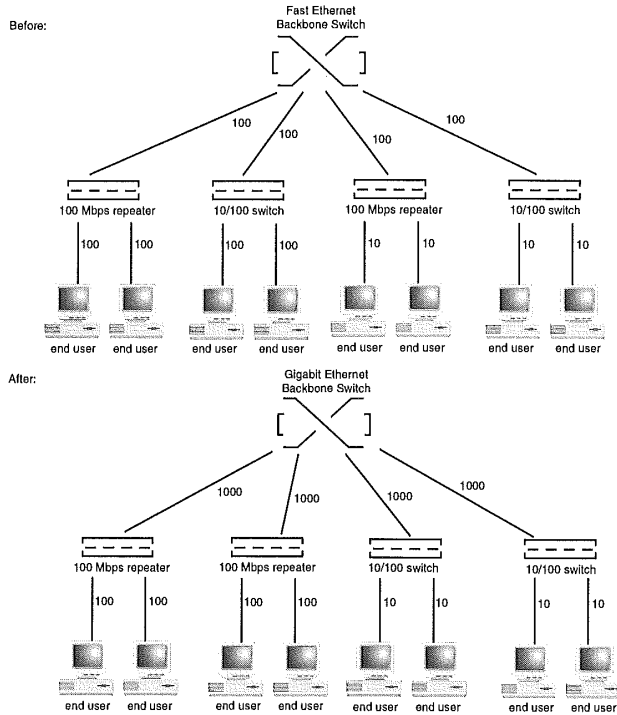 Before:
Fast Ethernet
Backbone Switch
100
100
100
100
100 Mbps repeater
10/100 switch
100 Mbps repeater
10/100 switch
100
100
100
100
10
10
10
10
end user
end user
end user
end user
end user
end user
end user
end user
After:
Gigabit Ethernet
Backbone Switch
1000
1000
1000
1000
100 Mbps repeater
100 Mbps repeater
10/100 switch
10/100 switch
100
100
100
100
10
10
10
10
end user
end user
end user
end user
end user
end user
end user
end user